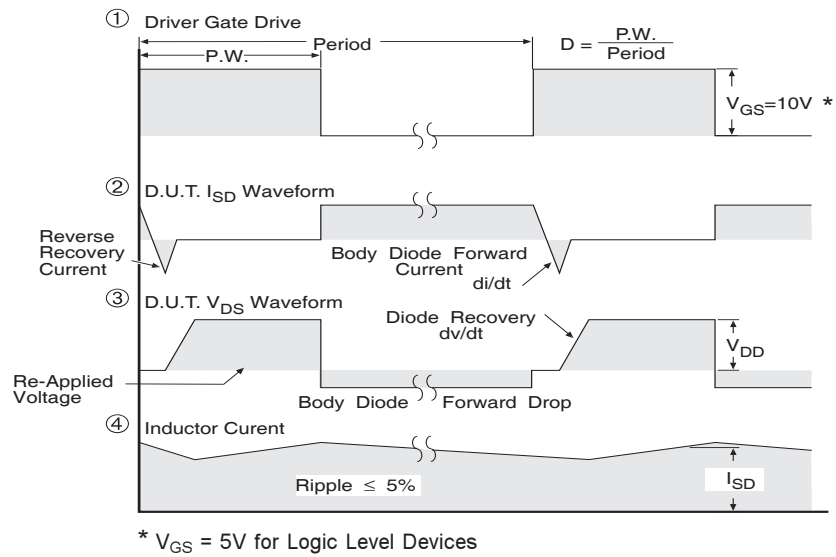 ① Driver Gate Drive
P.W.
Period
D = P.W. / Period
V_GS=10V *
② D.U.T. I_SD Waveform
Reverse
Recovery
Current
Body Diode Forward
Current
di/dt
③ D.U.T. V_DS Waveform
Diode Recovery
dv/dt
V_DD
Re-Applied
Voltage
Body Diode Forward Drop
④ Inductor Curent
Ripple ≤ 5%
I_SD
* V_GS = 5V for Logic Level Devices